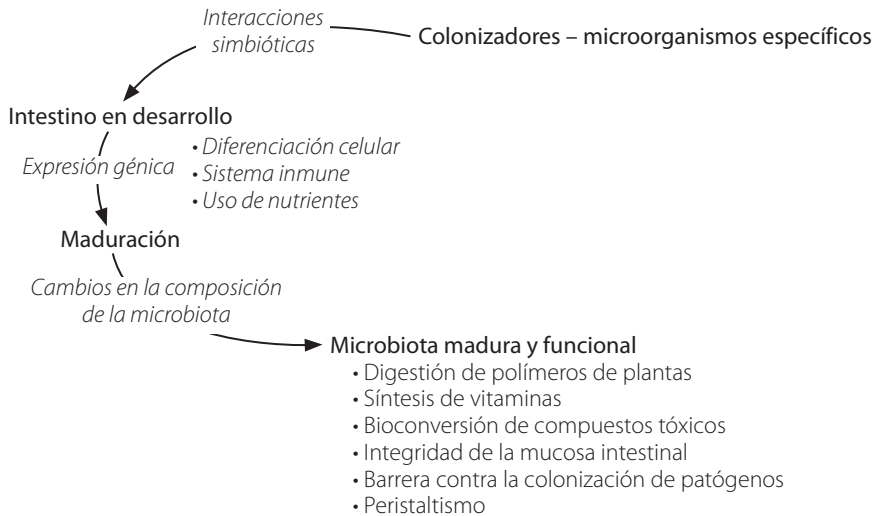 Interacciones
simbióticas
Colonizadores – microorganismos específicos
Intestino en desarrollo
Expresión génica
• Diferenciación celular
• Sistema inmune
• Uso de nutrientes
Maduración
Cambios en la composición
de la microbiota
Microbiota madura y funcional
• Digestión de polímeros de plantas
• Síntesis de vitaminas
• Bioconversión de compuestos tóxicos
• Integridad de la mucosa intestinal
• Barrera contra la colonización de patógenos
• Peristaltismo